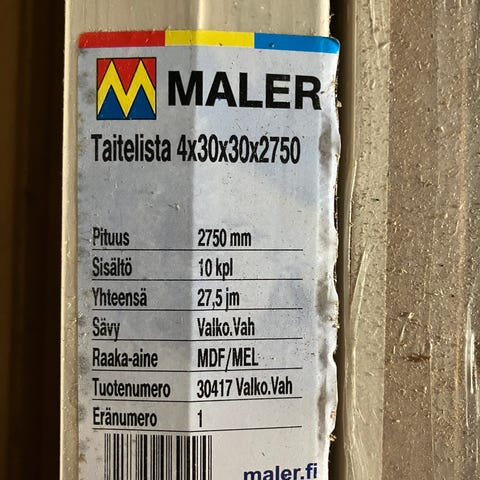 MALER
Taitelista 4x30x30x2750
Pituus 2750 mm
Sisältö 10 kpl
Yhteensä 27,5 jm
Sävy Valko.Vah
Raaka-aine MDF/MEL
Tuotenumero 30417 Valko.Vah
Eränumero 1
maler.fi